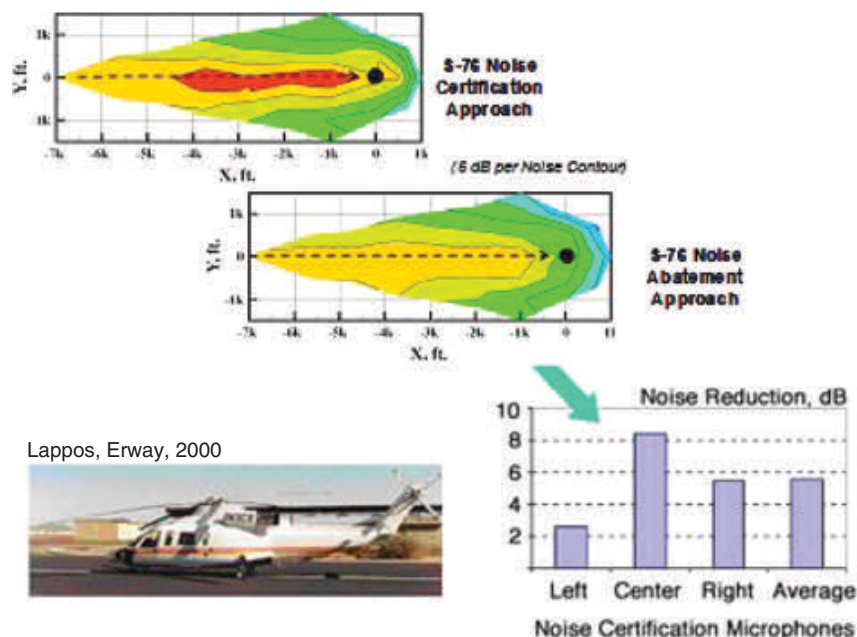 1k
0
1k
Y, ft.
-7k -6k -5k -4k -3k -2k -1k 0 1k
X, ft.
S-76 Noise
Certification
Approach
(6 dB per Noise Contour)
1k
0
-1k
Y, ft.
-7k -6k -5k -4k -3k -2k -1k 0
X, ft.
S-76 Noise
Abatement
Approach
Lappos, Erway, 2000
Noise Reduction, dB
10
8
6
4
2
Left Center Right Average
Noise Certification Microphones